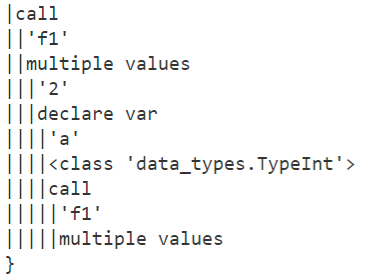 |call
||'f1'
||multiple values
|||'2'
|||declare var
||||'a'
||||<class 'data_types.TypeInt'>
||||call
|||||'f1'
|||||multiple values
}